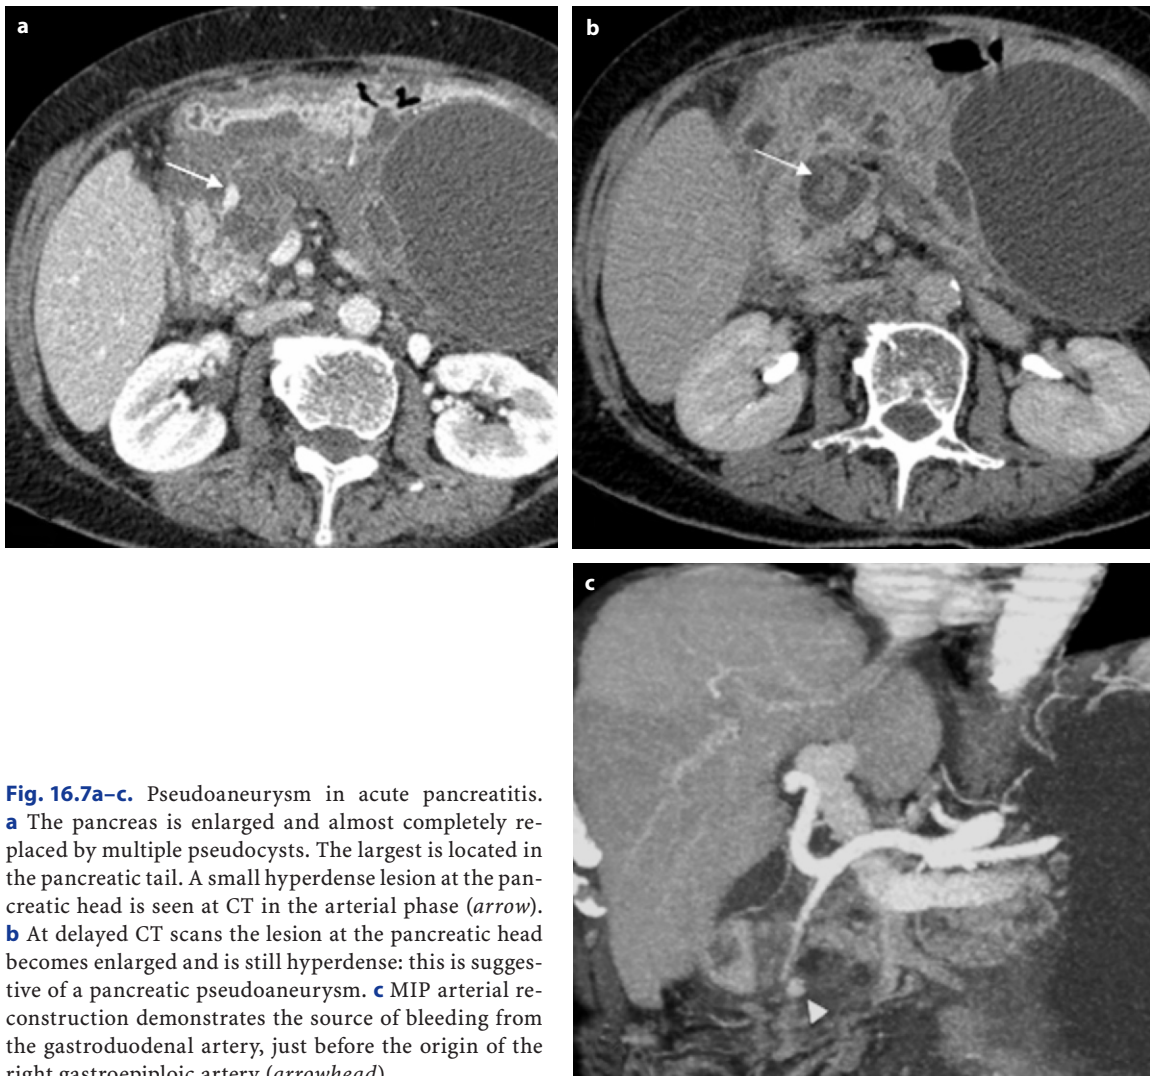 a
b
c
Fig. 16.7a–c. Pseudoaneurysm in acute pancreatitis.
a The pancreas is enlarged and almost completely re-
placed by multiple pseudocysts. The largest is located in
the pancreatic tail. A small hyperdense lesion at the pan-
creatic head is seen at CT in the arterial phase (arrow).
b At delayed CT scans the lesion at the pancreatic head
becomes enlarged and is still hyperdense: this is sugges-
tive of a pancreatic pseudoaneurysm. c MIP arterial re-
construction demonstrates the source of bleeding from
the gastroduodenal artery, just before the origin of the
right gastroepiploic artery (arrowhead)